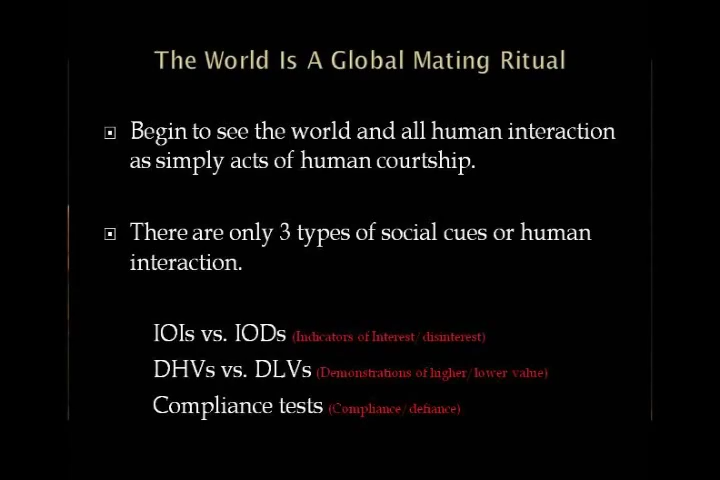 The World Is A Global Mating Ritual
Begin to see the world and all human interaction
as simply acts of human courtship.
There are only 3 types of social cues or human
interaction.
IOIs vs. IODs (Indicators of Interest/ disinterest)
DHVs vs. DLVs (Demonstrations of higher/ lower value)
Compliance tests (Compliance/ defiance)